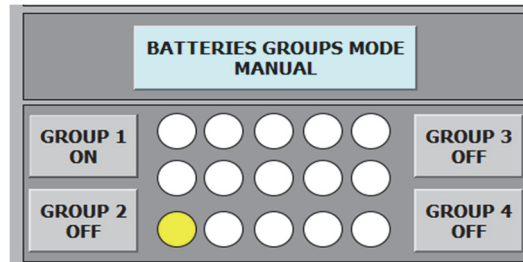 BATTERIES GROUPS MODE
MANUAL
GROUP 1
ON
GROUP 3
OFF
GROUP 2
OFF
GROUP 4
OFF